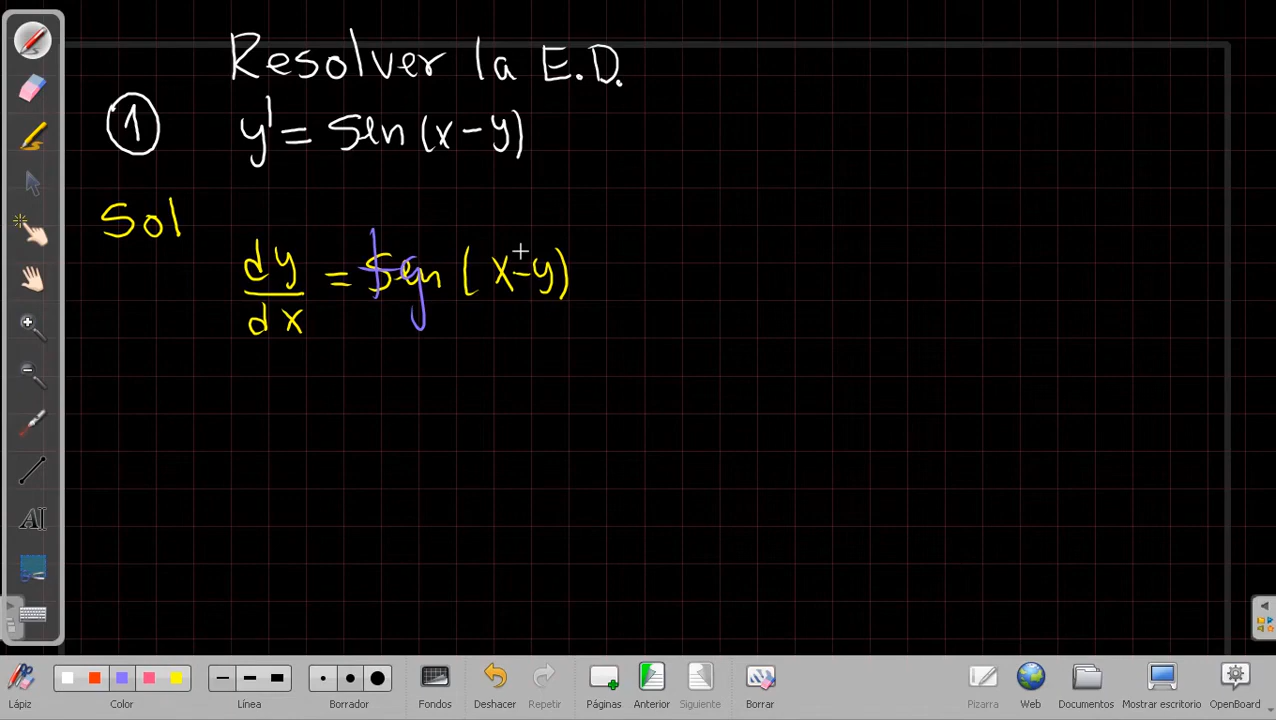 Resolver la E.D.
① y' = Sen (x - y)
Sol
dy/dx = Sen (x - y)
tg
Lápiz Color Línea Borrador Fondos Deshacer Repetir Páginas Anterior Siguiente Borrar Pizarra Web Documentos Mostrar escritorio OpenBoard